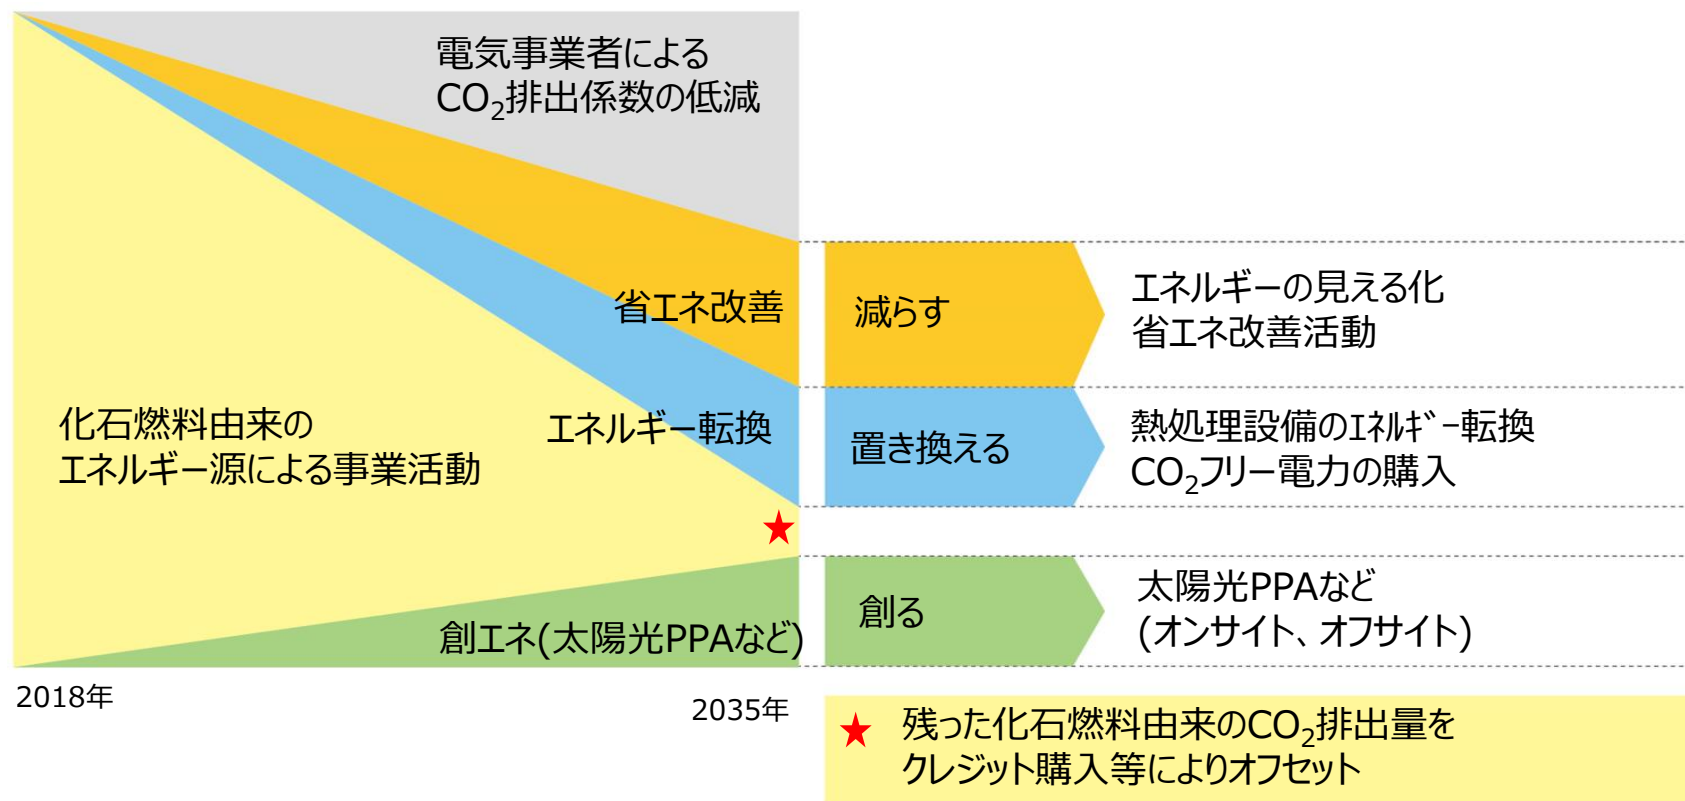 電気事業者による
CO₂排出係数の低減
省エネ改善
減らす
エネルギーの見える化
省エネ改善活動
化石燃料由来の
エネルギー源による事業活動
エネルギー転換
置き換える
熱処理設備のｴﾈﾙｷﾞｰ転換
CO₂フリー電力の購入
★
創エネ(太陽光PPAなど)
創る
太陽光PPAなど
(オンサイト、オフサイト)
2018年
2035年
★ 残った化石燃料由来のCO₂排出量を
クレジット購入等によりオフセット